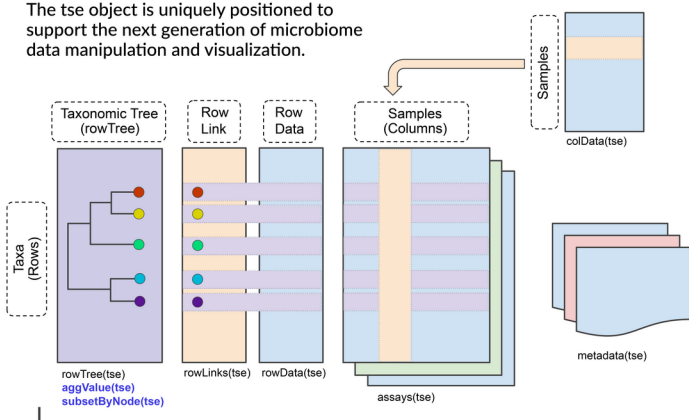 The tse object is uniquely positioned to
support the next generation of microbiome
data manipulation and visualization.
Samples
colData(tse)
Taxonomic Tree
(rowTree)
Row
Link
Row
Data
Samples
(Columns)
Taxa
(Rows)
rowTree(tse)
aggValue(tse)
subsetByNode(tse)
rowLinks(tse)
rowData(tse)
assays(tse)
metadata(tse)